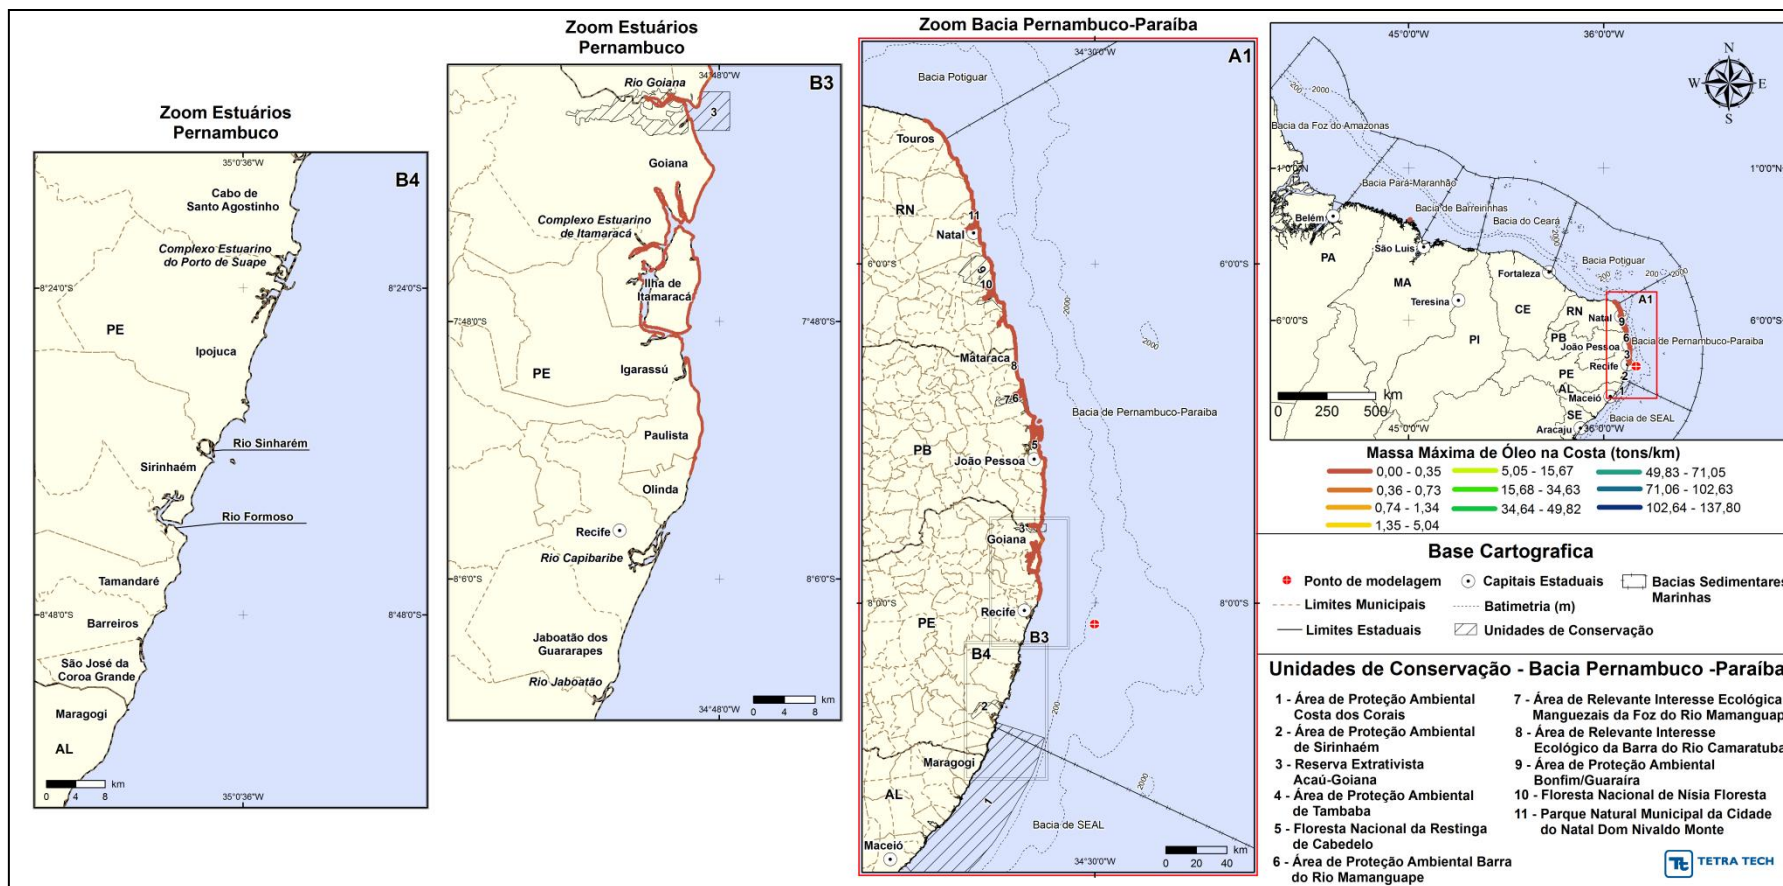 Zoom Estuários
Pernambuco
35°0'36"W
B4
Cabo de
Santo Agostinho
Complexo Estuarino
do Porto de Suape
8°24'0"S
8°24'0"S
PE
Ipojuca
Rio Sinharém
Sirinhaém
Rio Formoso
Tamandaré
8°48'0"S
8°48'0"S
Barreiros
São José da
Coroa Grande
Maragogi
AL
0 4 8 km
35°0'36"W
Zoom Estuários
Pernambuco
34°48'0"W
B3
Rio Goiana
3
Goiana
Complexo Estuarino
de Itamaracá
Ilha de
Itamaracá
7°48'0"S
7°48'0"S
Igarassú
PE
Paulista
Olinda
Recife
Rio Capibaribe
8°6'0"S
8°6'0"S
Jaboatão dos
Guararapes
Rio Jaboatão
0 4 8 km
34°48'0"W
Zoom Bacia Pernambuco-Paraíba
34°30'0"W
A1
Bacia Potiguar
Touros
RN
11
Natal
6°0'0"S
6°0'0"S
9
10
2000
2000
Mataraca
8
7
6
Bacia de Pernambuco-Paraiba
PB
5
João Pessoa
3
Goiana
8°0'0"S
8°0'0"S
Recife
PE
B3
B4
2
200
Maragogi
2000
1
AL
Bacia de SEAL
Maceió
0 20 40 km
34°30'0"W
45°0'0"W
36°0'0"W
N
W E
S
200
2000
Bacia da Foz do Amazonas
1°0'0"N
1°0'0"N
Bacia Pará-Maranhão
Bacia de Barreirinhas
Bacia do Ceará
Belém
São Luis
200
Bacia Potiguar
Fortaleza
200
2000
PA
MA
Teresina
CE
RN
A1
Natal
9
6°0'0"S
6°0'0"S
PI
PB
João Pessoa
6
Bacia de Pernambuco-Paraiba
3
Recife
PE
2
AL
Maceió
1
SE
Bacia de SEAL
Aracaju
0 250 500 km
45°0'0"W
36°0'0"W
Massa Máxima de Óleo na Costa (tons/km)
0,00 - 0,35
5,05 - 15,67
49,83 - 71,05
0,36 - 0,73
15,68 - 34,63
71,06 - 102,63
0,74 - 1,34
34,64 - 49,82
102,64 - 137,80
1,35 - 5,04
Base Cartografica
Ponto de modelagem
Capitais Estaduais
Bacias Sedimentares
Marinhas
Limites Municipais
Batimetria (m)
Limites Estaduais
Unidades de Conservação
Unidades de Conservação - Bacia Pernambuco -Paraíba
1 - Área de Proteção Ambiental
Costa dos Corais
2 - Área de Proteção Ambiental
de Sirinhaém
3 - Reserva Extrativista
Acaú-Goiana
4 - Área de Proteção Ambiental
de Tambaba
5 - Floresta Nacional da Restinga
de Cabedelo
6 - Área de Proteção Ambiental Barra
do Rio Mamanguape
7 - Área de Relevante Interesse Ecológica
Manguezais da Foz do Rio Mamanguap
8 - Área de Relevante Interesse
Ecológico da Barra do Rio Camaratuba
9 - Área de Proteção Ambiental
Bonfim/Guaraíra
10 - Floresta Nacional de Nísia Floresta
11 - Parque Natural Municipal da Cidade
do Natal Dom Nivaldo Monte
Tt TETRA TECH